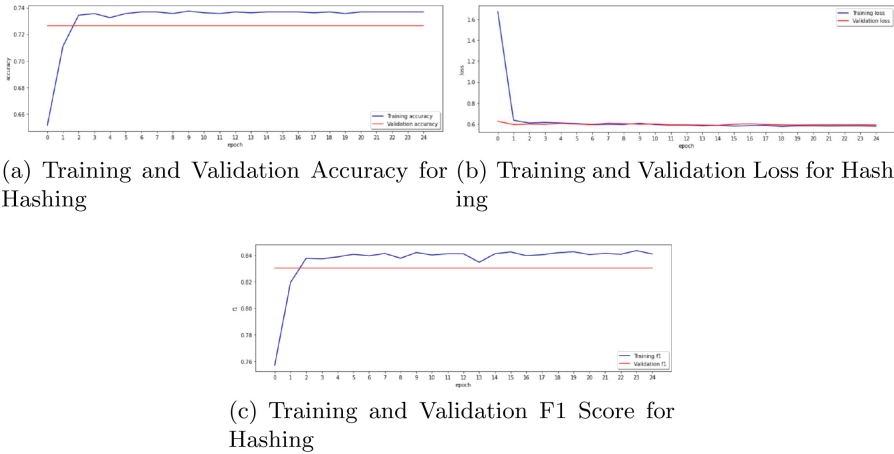 0.74
0.72
0.70
0.68
0.66
accuracy
0 1 2 3 4 5 6 7 8 9 10 11 12 13 14 15 16 17 18 19 20 21 22 23 24
epoch
Training accuracy
Validation accuracy
1.6
1.4
1.2
1.0
0.8
0.6
loss
0 1 2 3 4 5 6 7 8 9 10 11 12 13 14 15 16 17 18 19 20 21 22 23 24
epoch
Training loss
Validation loss
(a) Training and Validation Accuracy for
Hashing
(b) Training and Validation Loss for Hash
ing
0.84
0.82
0.80
0.78
0.76
f1
0 1 2 3 4 5 6 7 8 9 10 11 12 13 14 15 16 17 18 19 20 21 22 23 24
epoch
Training f1
Validation f1
(c) Training and Validation F1 Score for
Hashing